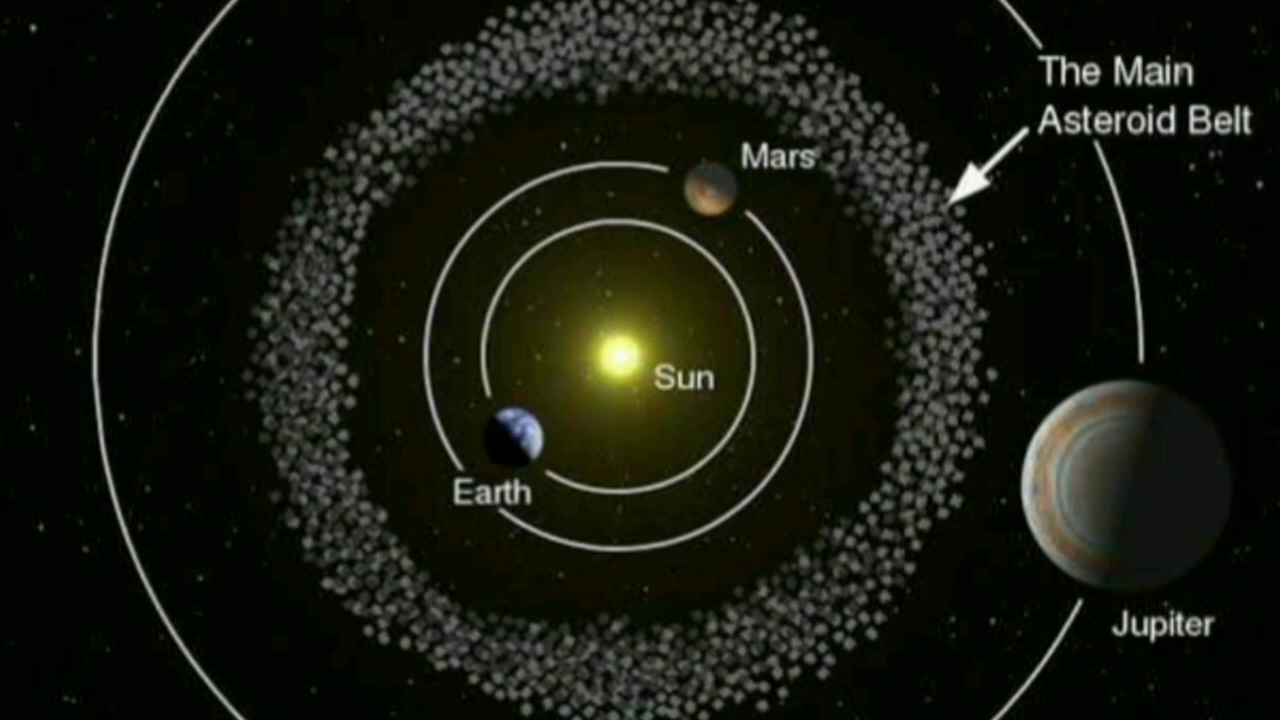 The Main
Asteroid Belt
Mars
Sun
Earth
Jupiter